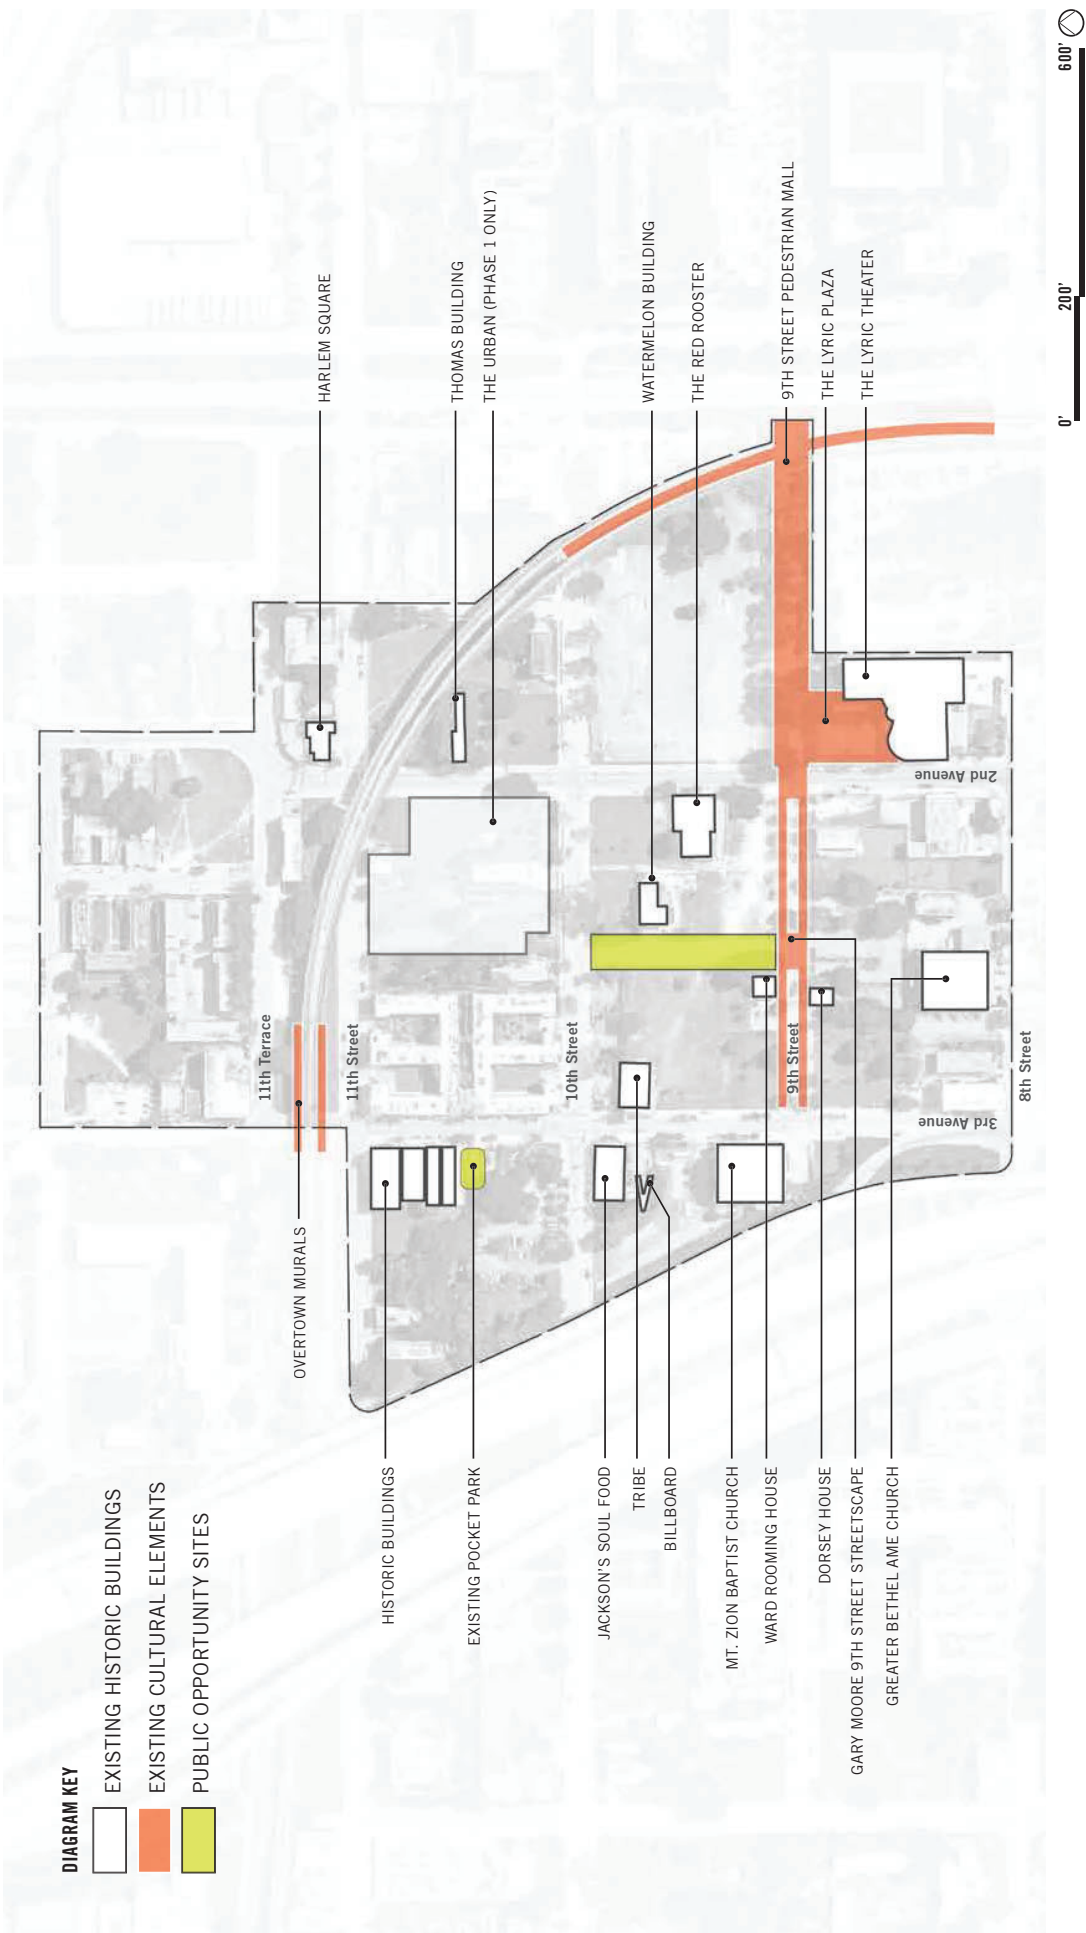 DIAGRAM KEY
EXISTING HISTORIC BUILDINGS
EXISTING CULTURAL ELEMENTS
PUBLIC OPPORTUNITY SITES
OVERTOWN MURALS
HISTORIC BUILDINGS
EXISTING POCKET PARK
JACKSON'S SOUL FOOD
TRIBE
BILLBOARD
MT. ZION BAPTIST CHURCH
WARD ROOMING HOUSE
DORSEY HOUSE
GARY MOORE 9TH STREET STREETSCAPE
GREATER BETHEL AME CHURCH
11th Terrace
11th Street
10th Street
9th Street
8th Street
3rd Avenue
2nd Avenue
HARLEM SQUARE
THOMAS BUILDING
THE URBAN (PHASE 1 ONLY)
WATERMELON BUILDING
THE RED ROOSTER
9TH STREET PEDESTRIAN MALL
THE LYRIC PLAZA
THE LYRIC THEATER
0' 200' 600'